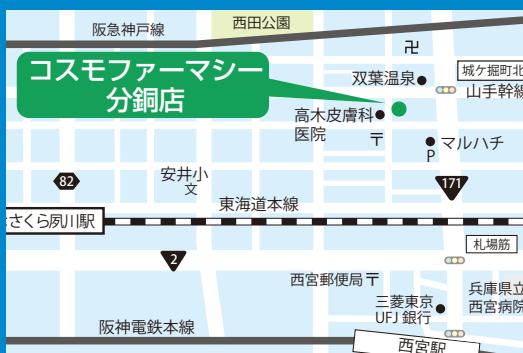 阪急神戸線
西田公園
コスモファーマシー
分銅店
卍
双葉温泉
城ケ掘町北
山手幹線
高木皮膚科
医院
〒
マルハチ
P
82
安井小
文
171
東海道本線
さくら夙川駅
札場筋
2
西宮郵便局〒
兵庫県立
西宮病院
三菱東京
UFJ銀行
阪神電鉄本線
西宮駅